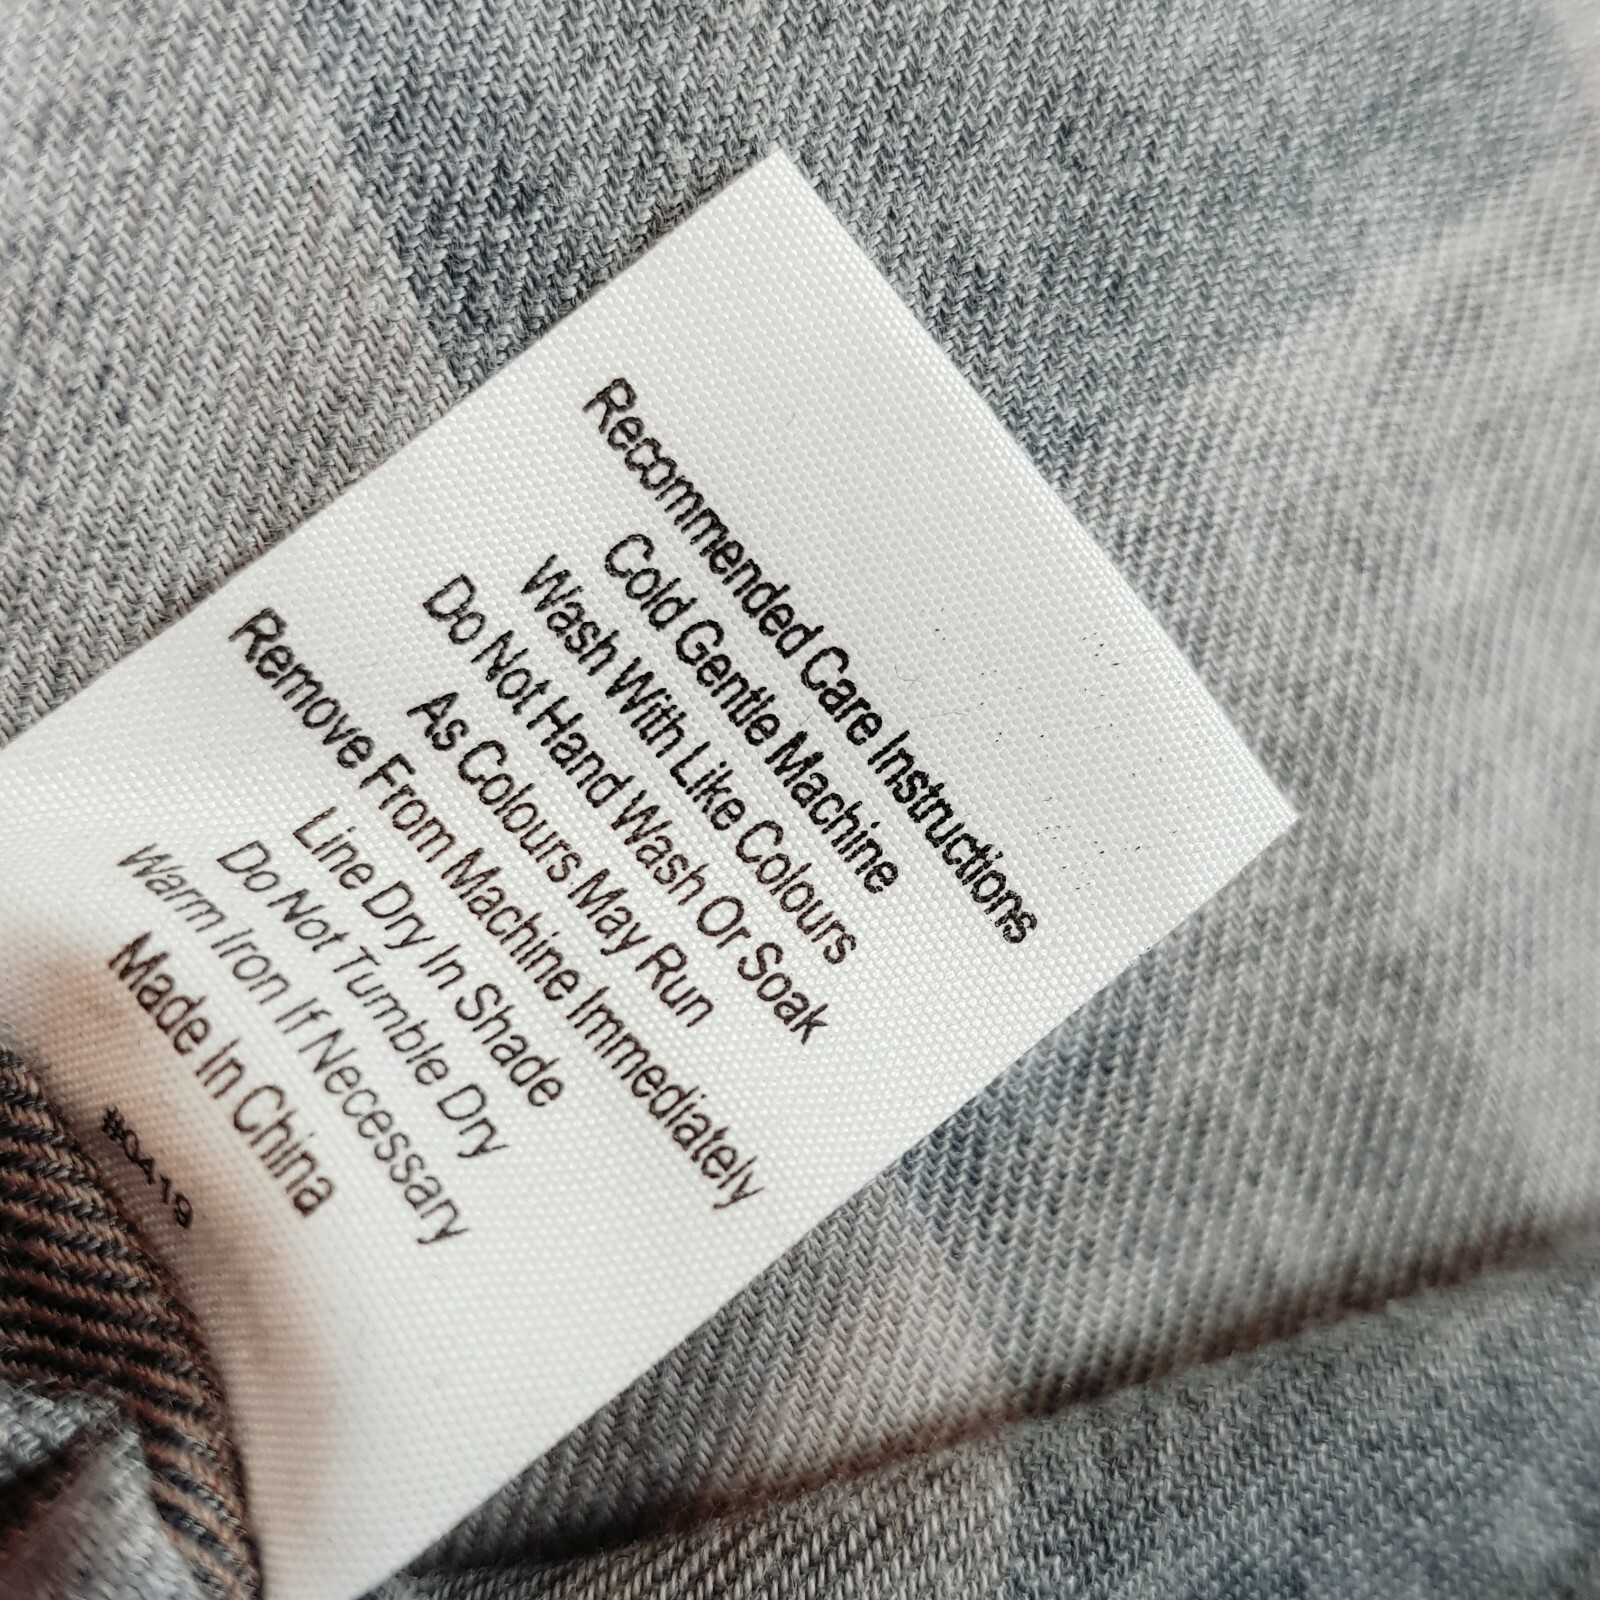 Recommended Care Instructions
Cold Gentle Machine
Wash With Like Colours
Do Not Hand Wash Or Soak
As Colours May Run
Remove From Machine Immediately
Line Dry In Shade
Do Not Tumble Dry
Warm Iron If Necessary
Made In China
#QA19